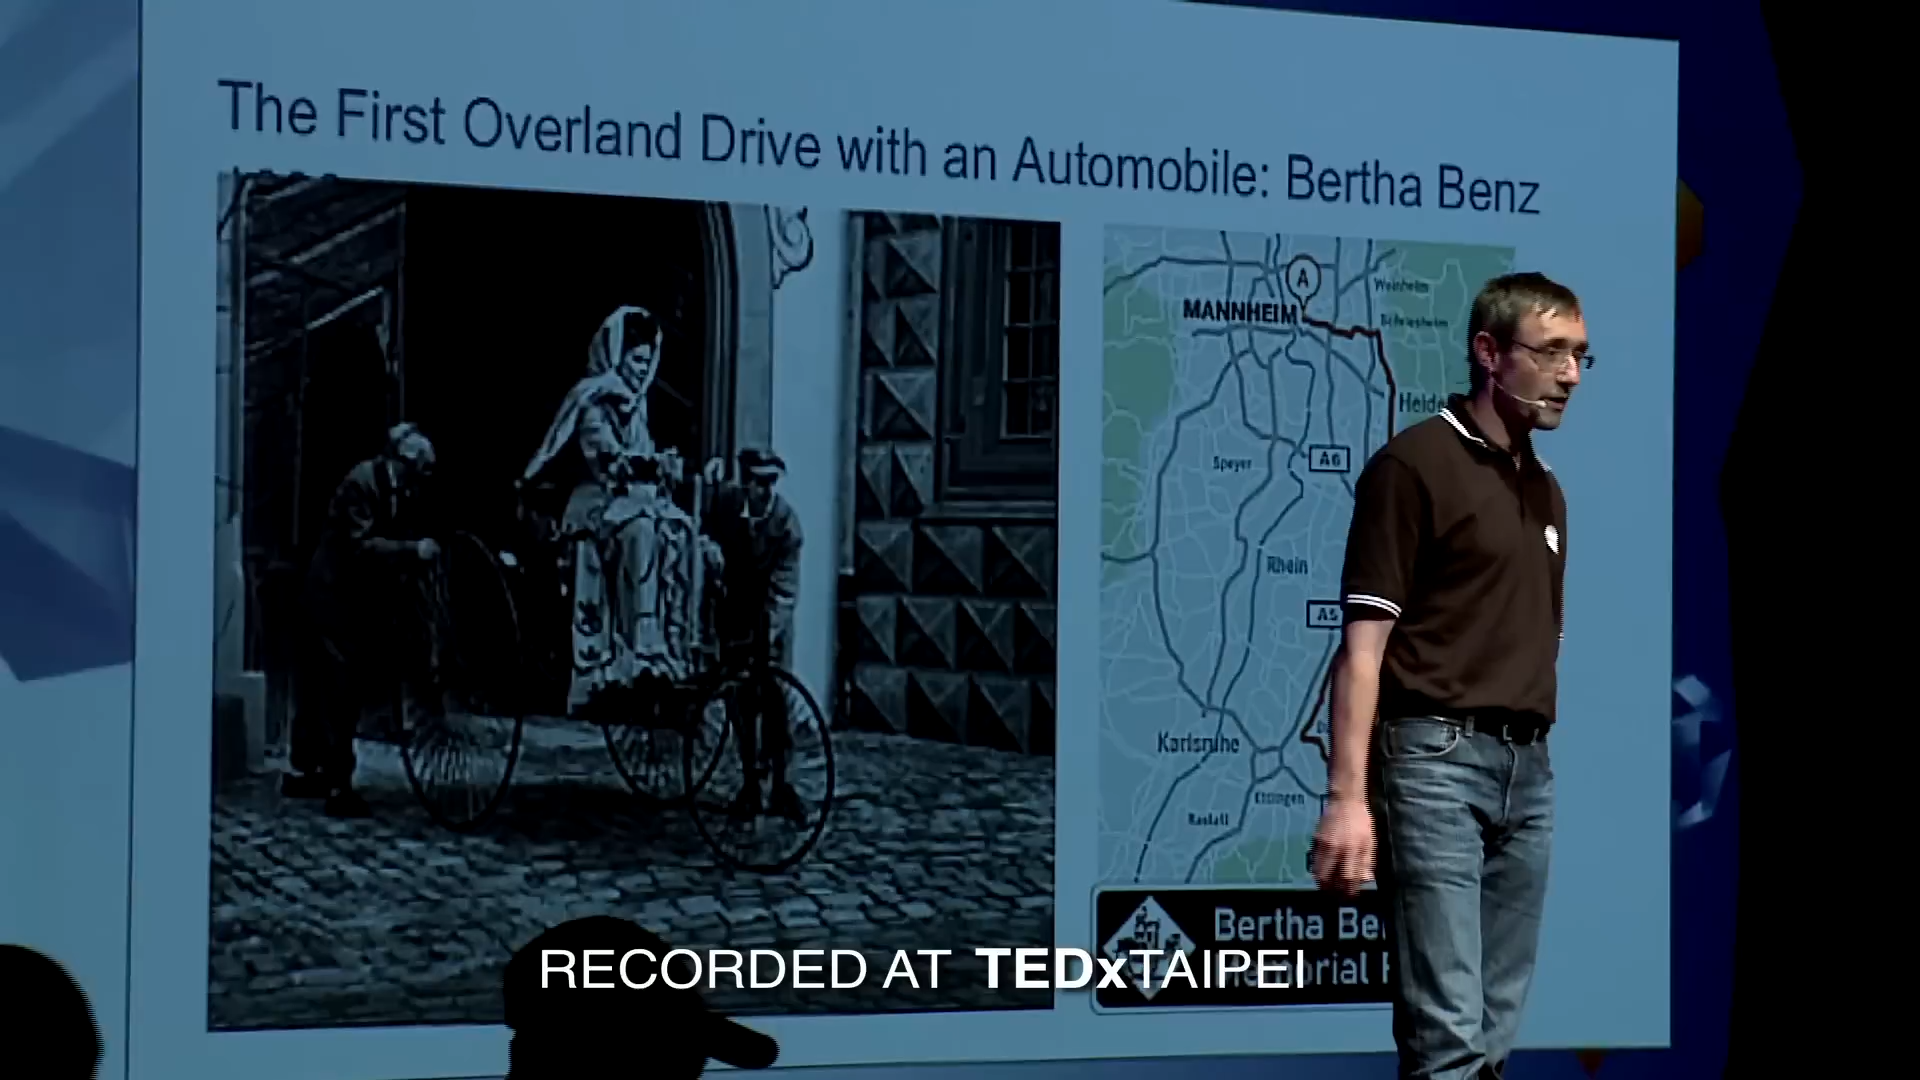 The First Overland Drive with an Automobile: Bertha Benz
A
Weinheim
MANNHEIM
Schriesheim
Heide
A6
Speyer
Rhein
A5
Karlsruhe
Ettlingen
Rastatt
Bertha Be
morial
RECORDED AT TEDxTAIPEI